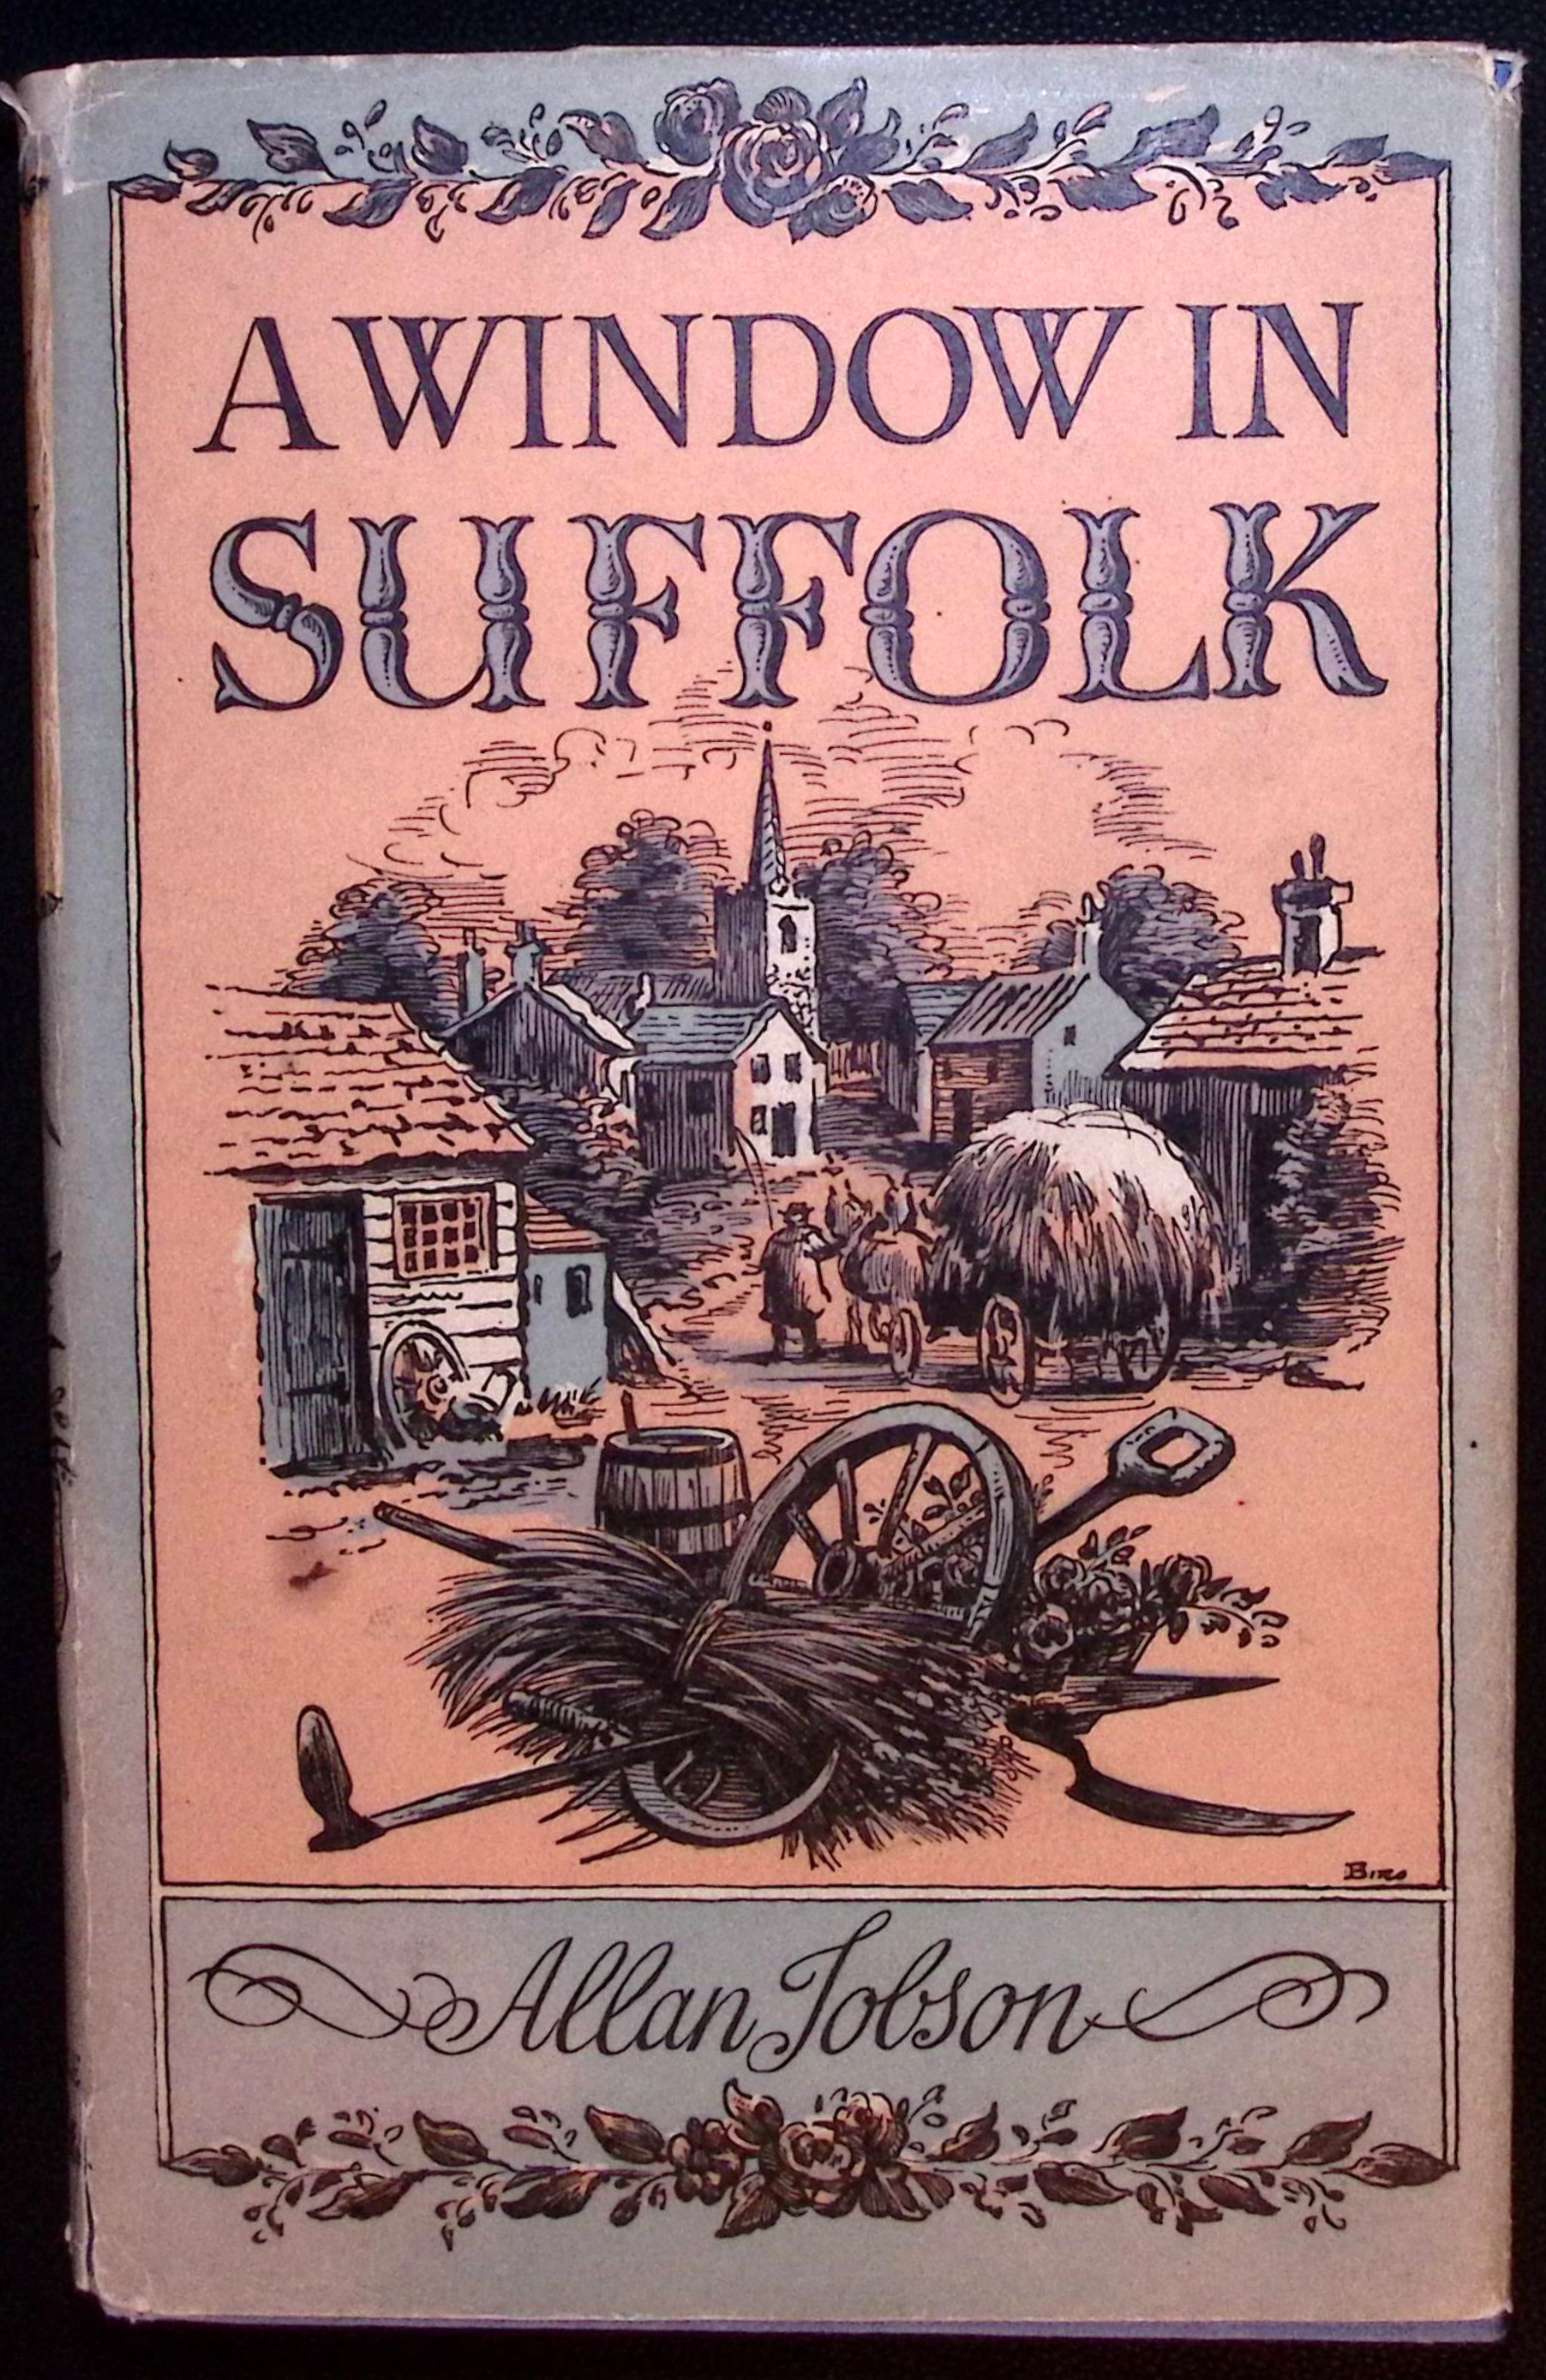 A WINDOW IN
SUFFOLK
BIRO
Allan Jobson